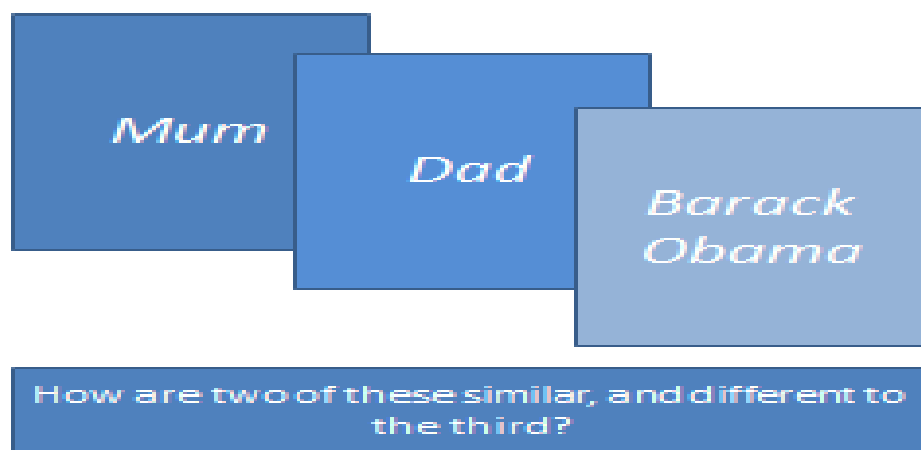 Mum
Dad
Barack
Obama
How are two of these similar, and different to
the third?